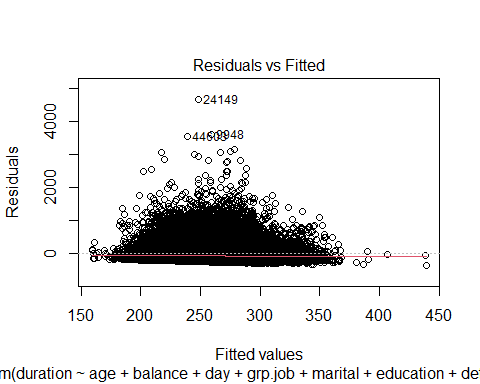 Residuals vs Fitted
24149
9948
Residuals
0 2000 4000
150 200 250 300 350 400 450
Fitted values
m(duration ~ age + balance + day + grp.job + marital + education + de